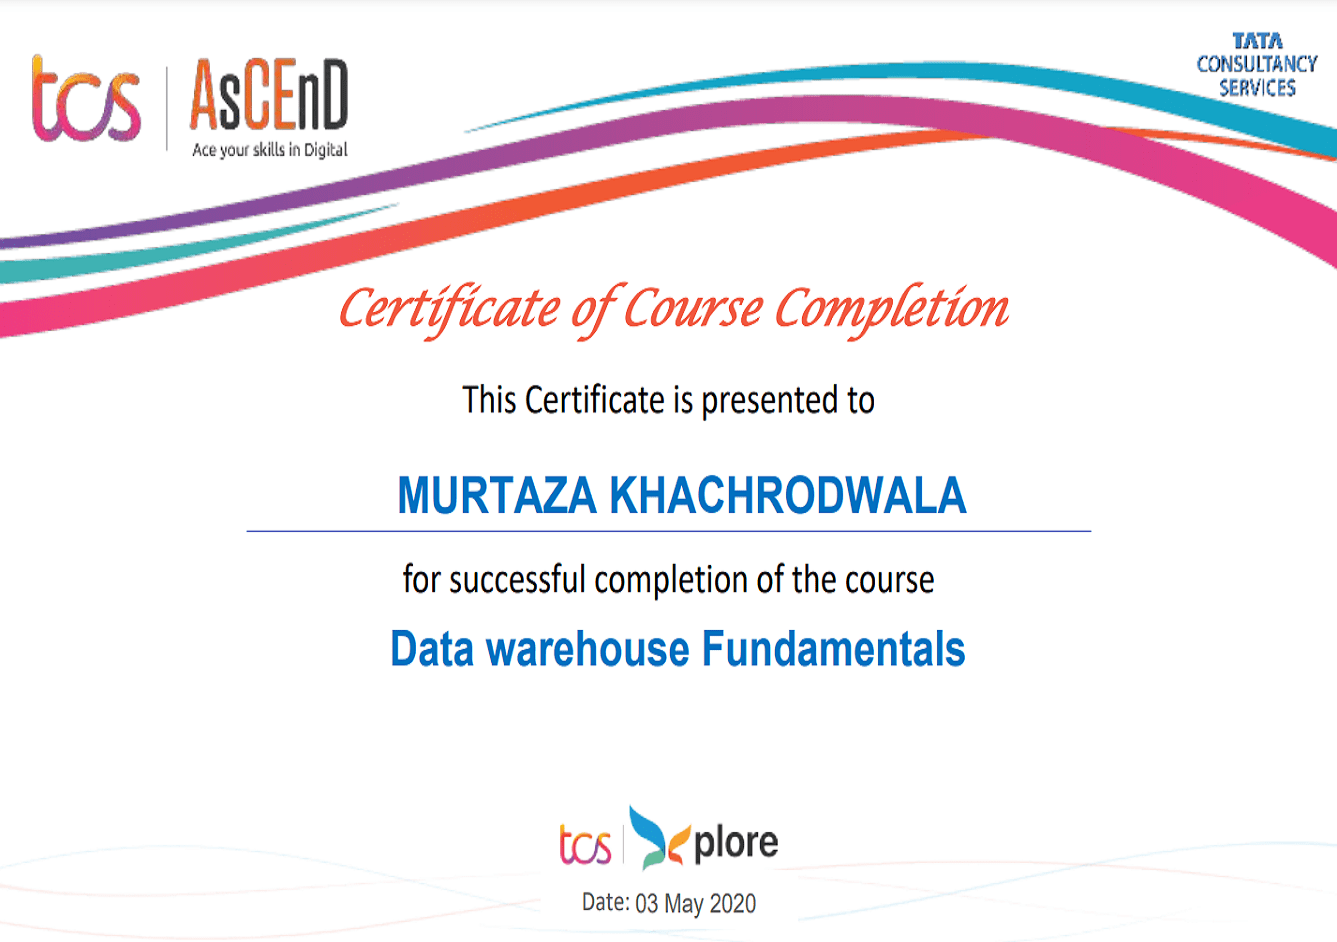 tcs
AsCEnD
Ace your skills in Digital
TATA
CONSULTANCY
SERVICES
Certificate of Course Completion
This Certificate is presented to
MURTAZA KHACHRODWALA
for successful completion of the course
Data warehouse Fundamentals
tcs Xplore
Date: 03 May 2020